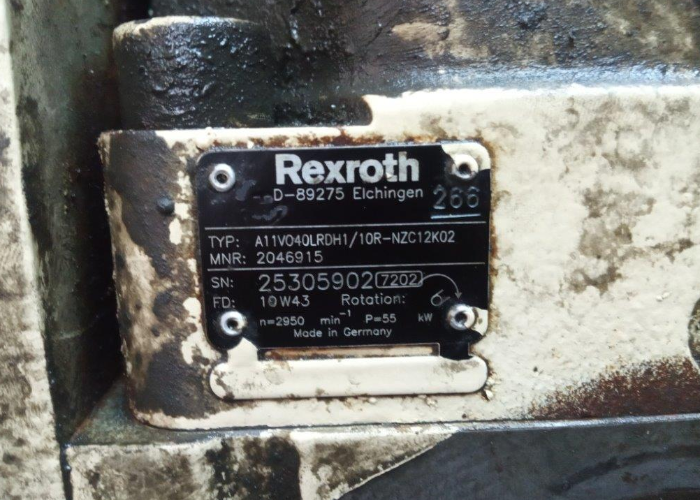 Rexroth
D-89275 Elchingen
266
TYP: A11VO40LRDH1/10R-NZC12K02
MNR: 2046915
SN: 25305902 7202
FD: 10W43 Rotation:
n=2950 min⁻¹ P=55 kW
Made in Germany